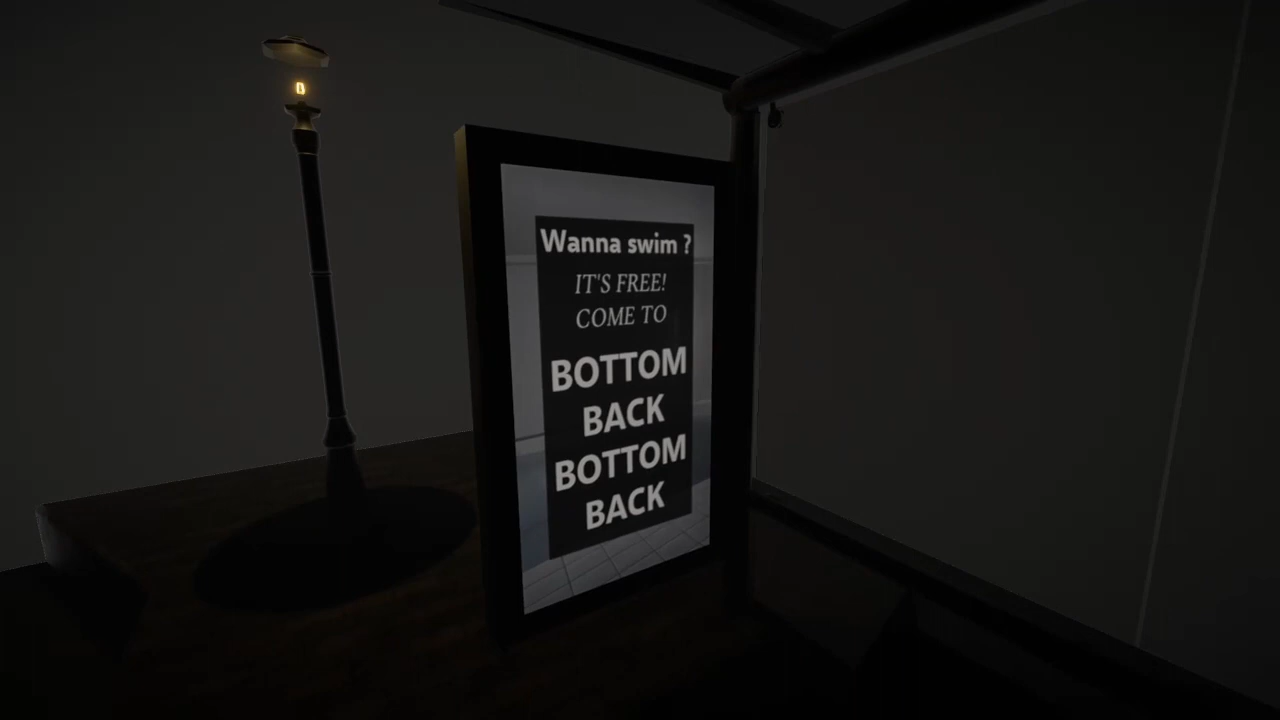 Wanna swim ?
IT'S FREE!
COME TO
BOTTOM
BACK
BOTTOM
BACK